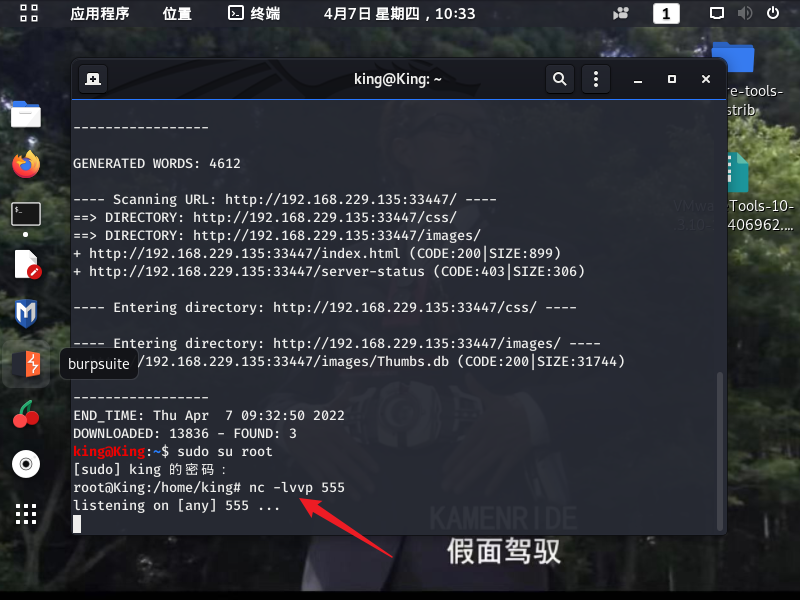 应用程序 位置 终端 4月7日 星期四，10:33 1
king@King: ~
re-tools-
strib
----------------
GENERATED WORDS: 4612
---- Scanning URL: http://192.168.229.135:33447/ ----
==> DIRECTORY: http://192.168.229.135:33447/css/
==> DIRECTORY: http://192.168.229.135:33447/images/
+ http://192.168.229.135:33447/index.html (CODE:200|SIZE:899)
+ http://192.168.229.135:33447/server-status (CODE:403|SIZE:306)
VMwareTools-10-
406962....
---- Entering directory: http://192.168.229.135:33447/css/ ----
---- Entering directory: http://192.168.229.135:33447/images/ ----
burpsuite
/192.168.229.135:33447/images/Thumbs.db (CODE:200|SIZE:31744)
-----------------
END_TIME: Thu Apr  7 09:32:50 2022
DOWNLOADED: 13836 - FOUND: 3
king@King:~$ sudo su root
[sudo] king 的密码：
root@King:/home/king# nc -lvvp 555
listening on [any] 555 ...
KAMENRIDE
假面驾驭